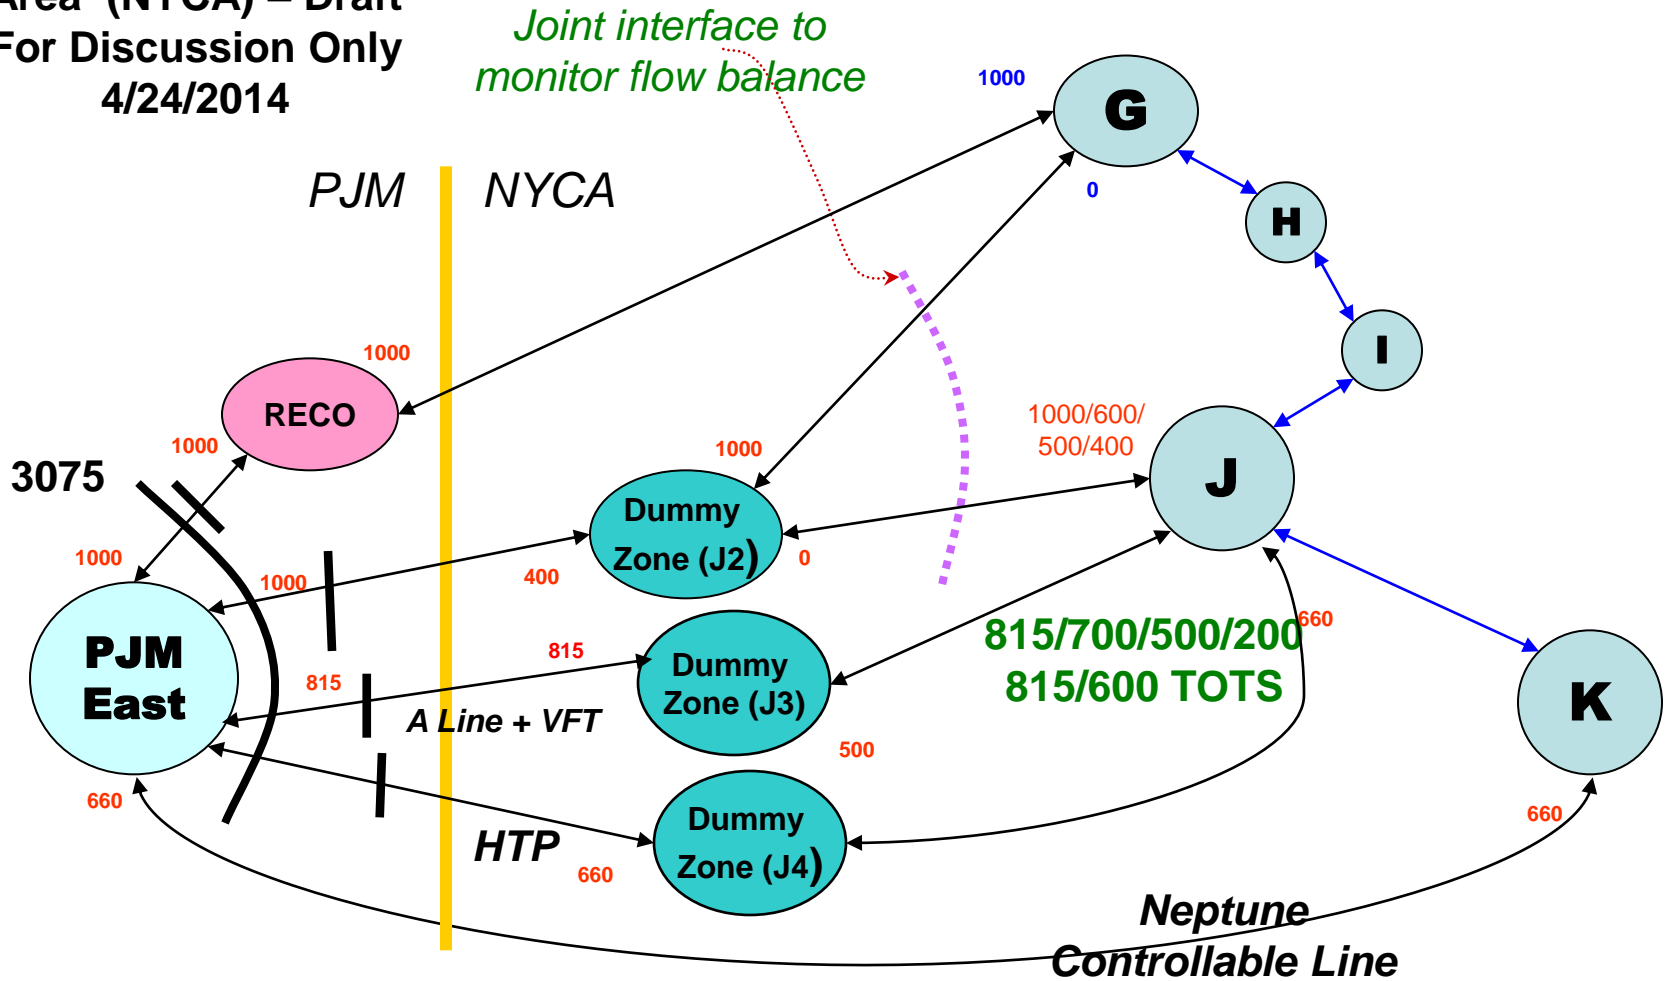 Area (NYCA) – Draft
For Discussion Only
4/24/2014
Joint interface to
monitor flow balance
PJM
NYCA
1000
G
0
H
I
1000
RECO
1000
3075
1000
1000
400
1000
Dummy
Zone (J2)
0
1000/600/
500/400
J
PJM
East
815
815
A Line + VFT
Dummy
Zone (J3)
500
815/700/500/200
815/600 TOTS
660
K
660
HTP
660
Dummy
Zone (J4)
660
Neptune
Controllable Line